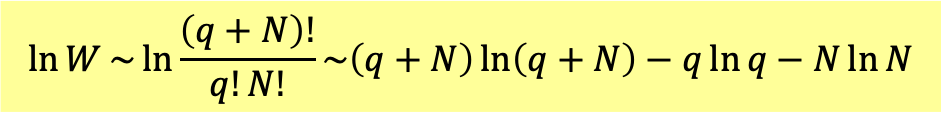 ln W ~ ln (q + N)! / q! N! ~ (q + N) ln(q + N) − q ln q − N ln N